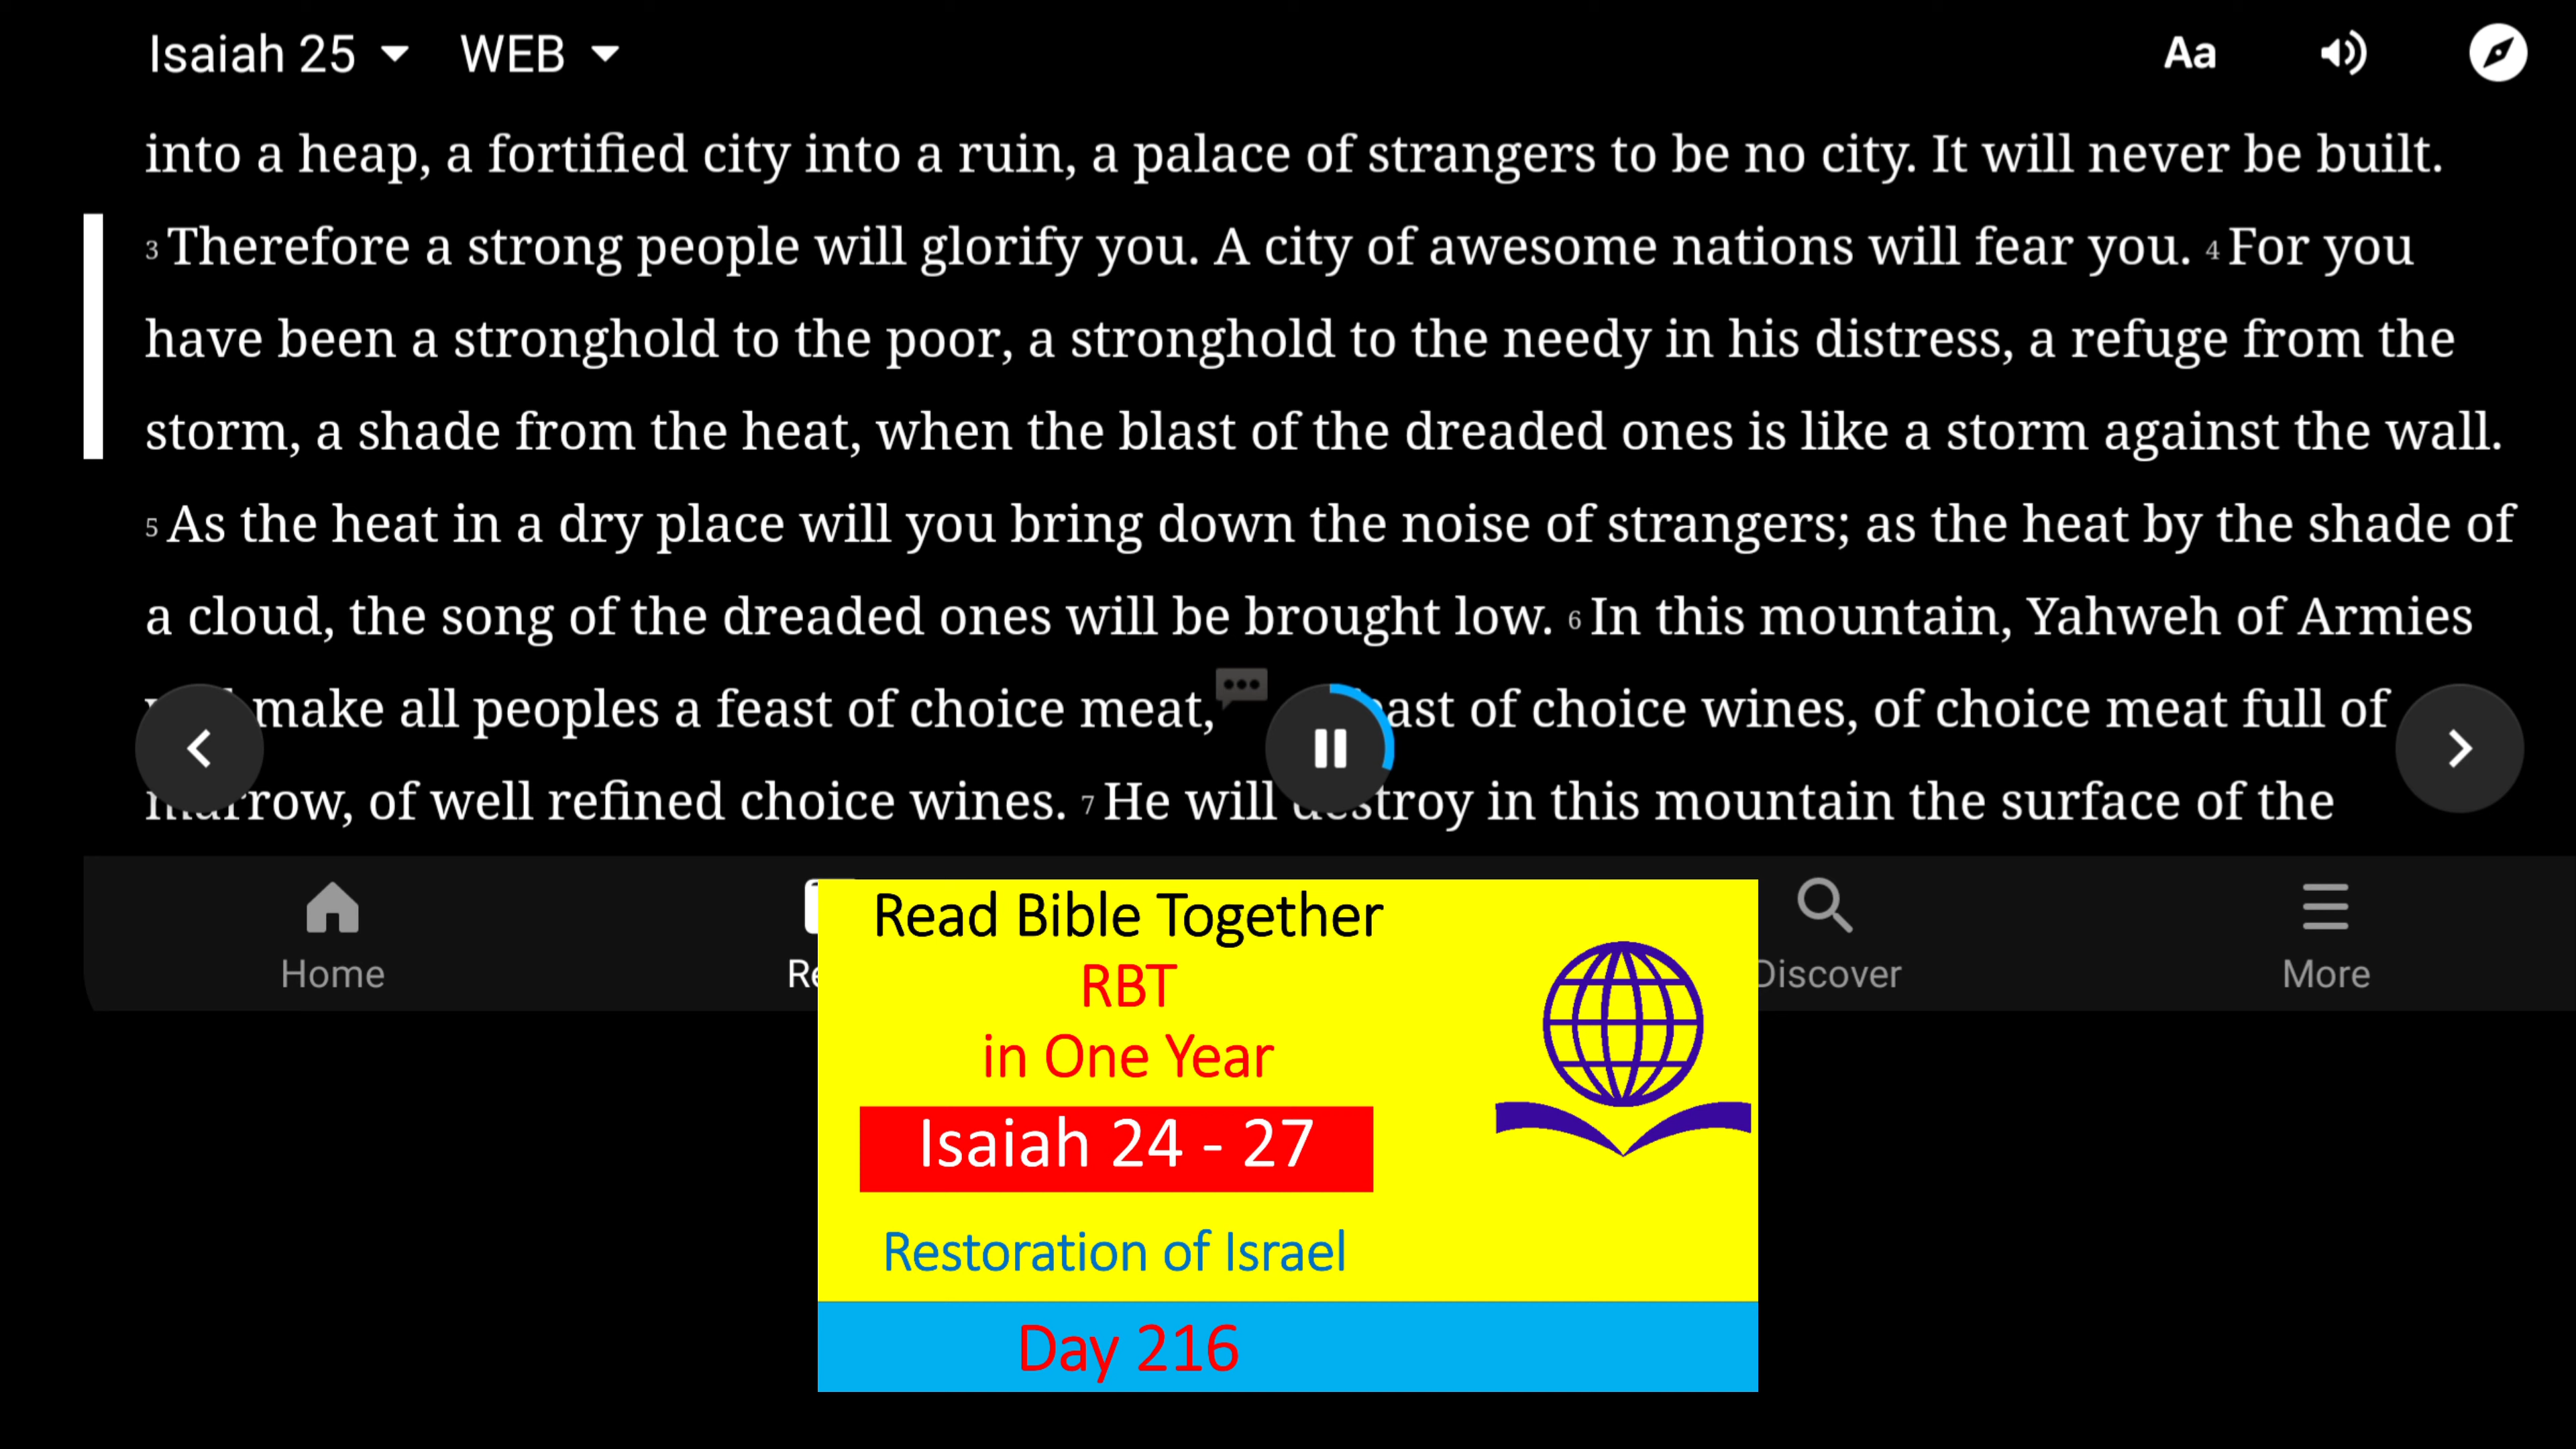 Isaiah 25 WEB Aa
into a heap, a fortified city into a ruin, a palace of strangers to be no city. It will never be built.
3 Therefore a strong people will glorify you. A city of awesome nations will fear you. 4 For you
have been a stronghold to the poor, a stronghold to the needy in his distress, a refuge from the
storm, a shade from the heat, when the blast of the dreaded ones is like a storm against the wall.
5 As the heat in a dry place will you bring down the noise of strangers; as the heat by the shade of
a cloud, the song of the dreaded ones will be brought low. 6 In this mountain, Yahweh of Armies
make all peoples a feast of choice meat, of choice wines, of choice meat full of
of well refined choice wines. 7 He will destroy in this mountain the surface of the
Home Discover More
Read Bible Together
RBT
in One Year
Isaiah 24 - 27
Restoration of Israel
Day 216